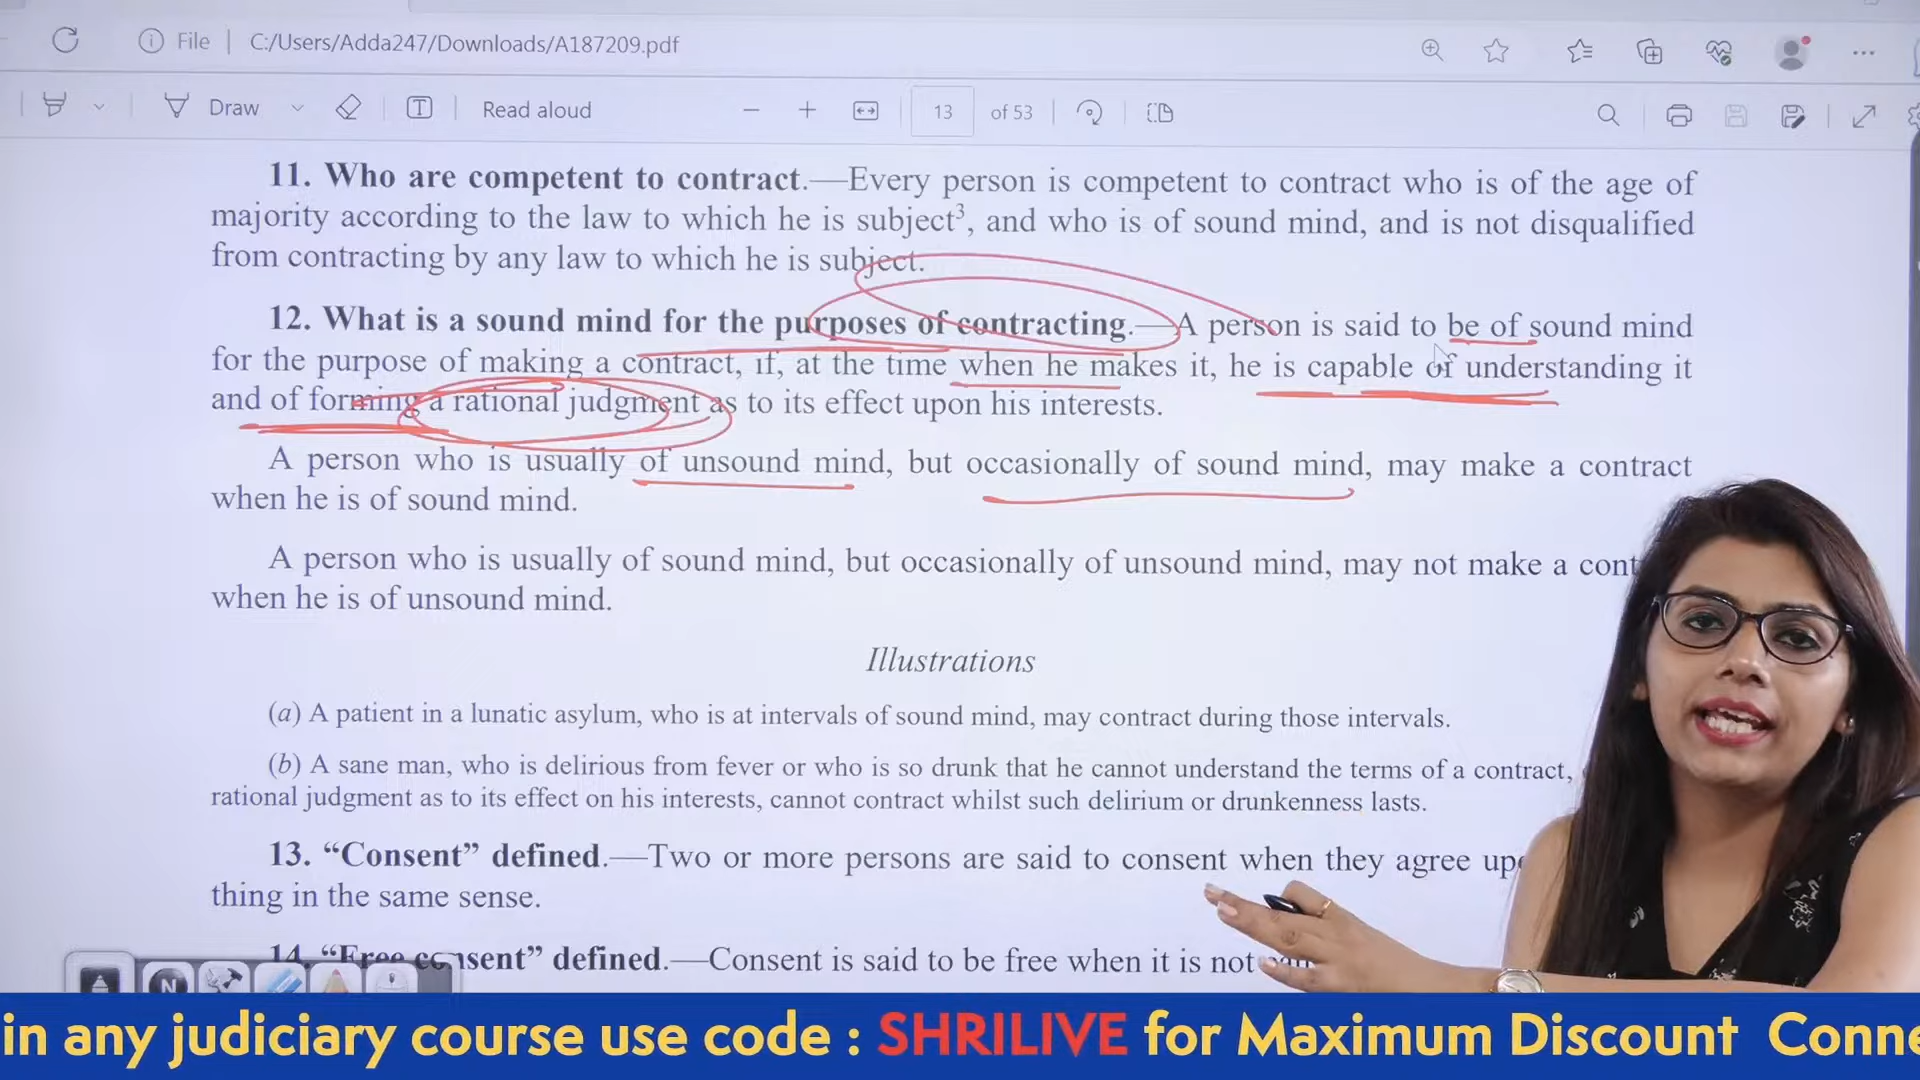 File | C:/Users/Adda247/Downloads/A187209.pdf
Draw Read aloud 13 of 53
11. Who are competent to contract.—Every person is competent to contract who is of the age of
majority according to the law to which he is subject3, and who is of sound mind, and is not disqualified
from contracting by any law to which he is subject.
12. What is a sound mind for the purposes of contracting.—A person is said to be of sound mind
for the purpose of making a contract, if, at the time when he makes it, he is capable of understanding it
and of forming a rational judgment as to its effect upon his interests.
A person who is usually of unsound mind, but occasionally of sound mind, may make a contract
when he is of sound mind.
A person who is usually of sound mind, but occasionally of unsound mind, may not make a cont
when he is of unsound mind.
Illustrations
(a) A patient in a lunatic asylum, who is at intervals of sound mind, may contract during those intervals.
(b) A sane man, who is delirious from fever or who is so drunk that he cannot understand the terms of a contract,
rational judgment as to its effect on his interests, cannot contract whilst such delirium or drunkenness lasts.
13. “Consent” defined.—Two or more persons are said to consent when they agree upo
thing in the same sense.
14. “Free consent” defined.—Consent is said to be free when it is not
N
in any judiciary course use code : SHRILIVE for Maximum Discount Conne